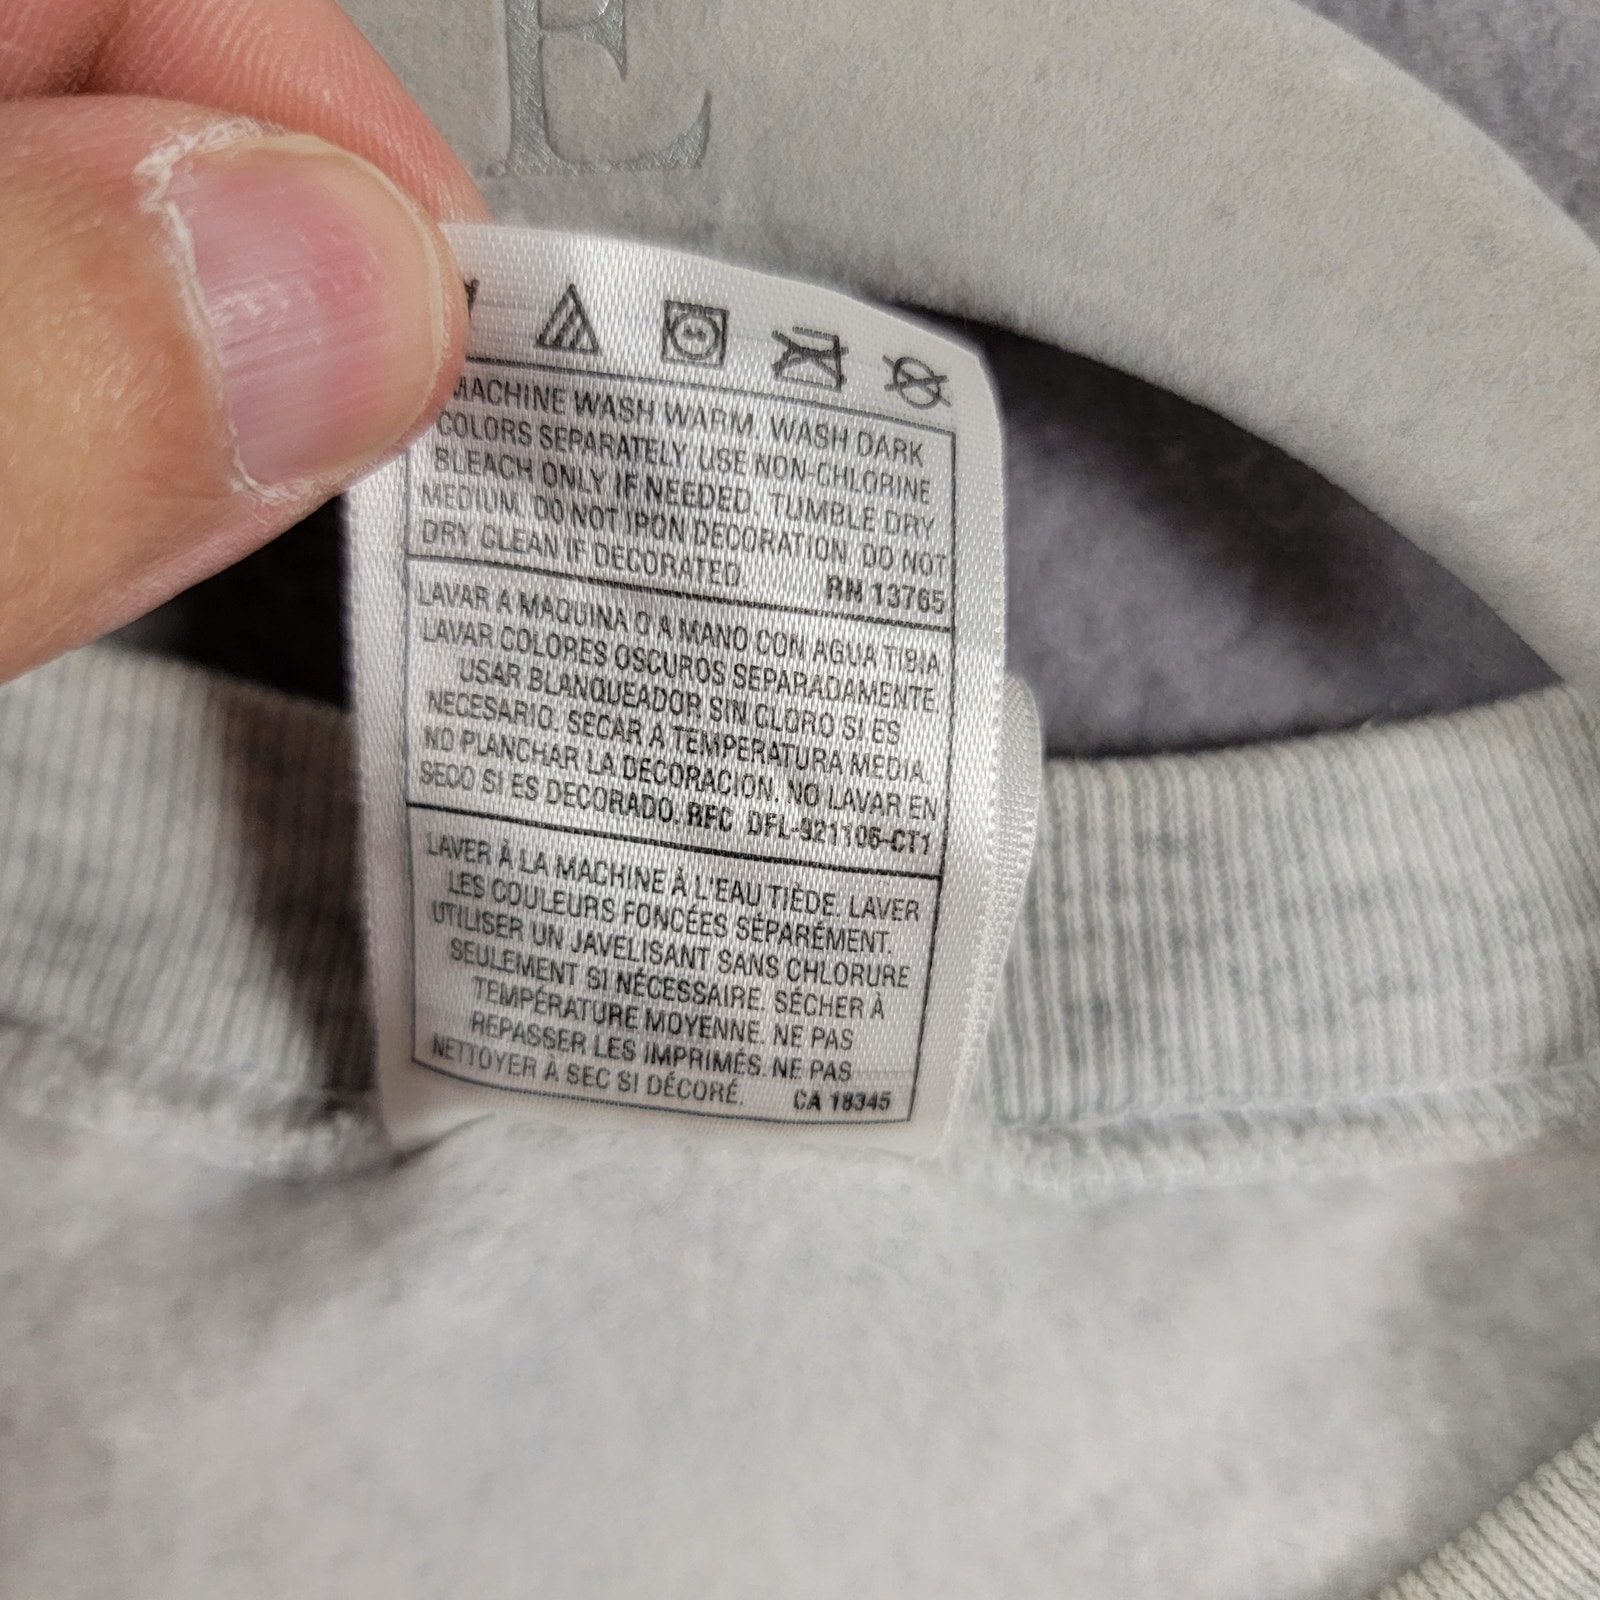 E
MACHINE WASH WARM. WASH DARK
COLORS SEPARATELY. USE NON-CHLORINE
BLEACH ONLY IF NEEDED. TUMBLE DRY
MEDIUM. DO NOT IRON DECORATION. DO NOT
DRY CLEAN IF DECORATED. RN 13765
LAVAR A MAQUINA O A MANO CON AGUA TIBIA
LAVAR COLORES OSCUROS SEPARADAMENTE
USAR BLANQUEADOR SIN CLORO SI ES
NECESARIO. SECAR A TEMPERATURA MEDIA.
NO PLANCHAR LA DECORACION. NO LAVAR EN
SECO SI ES DECORADO. RFC DFL-921106-CT1
LAVER À LA MACHINE À L'EAU TIÈDE. LAVER
LES COULEURS FONCÉES SÉPARÉMENT.
UTILISER UN JAVELISANT SANS CHLORURE
SEULEMENT SI NÉCESSAIRE. SÉCHER À
TEMPÉRATURE MOYENNE. NE PAS
REPASSER LES IMPRIMÉS. NE PAS
NETTOYER À SEC SI DÉCORÉ. CA 18345